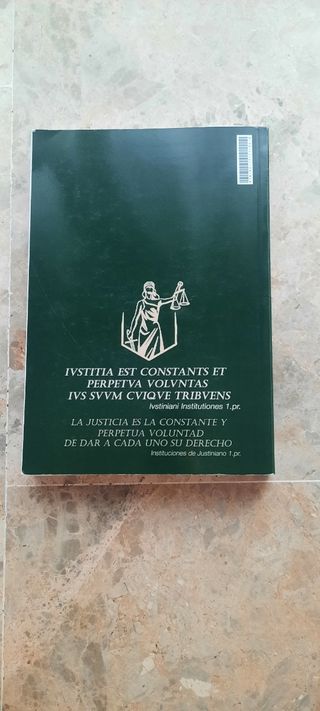 IVSTITIA EST CONSTANTS ET
PERPETVA VOLVNTAS
IVS SVVM CVIQVE TRIBVENS
Ivstiniani Institutiones 1.pr.
LA JUSTICIA ES LA CONSTANTE Y
PERPETUA VOLUNTAD
DE DAR A CADA UNO SU DERECHO
Instituciones de Justiniano 1.pr.